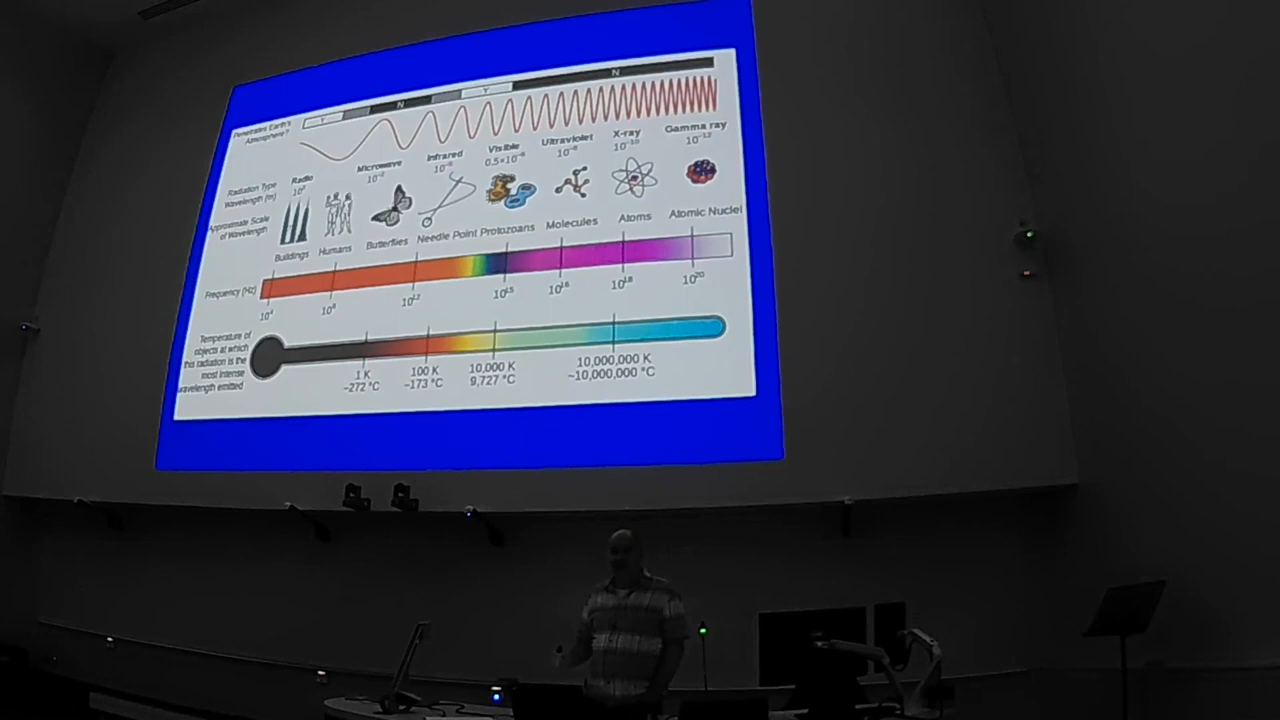 Y N Y N
Penetrates Earth's
Atmosphere?
Radiation Type
Wavelength (m)
Radio
10³
Microwave
10⁻²
Infrared
10⁻⁵
Visible
0.5×10⁻⁶
Ultraviolet
10⁻⁸
X-ray
10⁻¹⁰
Gamma ray
10⁻¹²
Approximate Scale
of Wavelength
Buildings
Humans
Butterflies
Needle Point
Protozoans
Molecules
Atoms
Atomic Nuclei
Frequency (Hz)
10⁴
10⁸
10¹²
10¹⁵
10¹⁶
10¹⁸
10²⁰
Temperature of
objects at which
this radiation is the
most intense
wavelength emitted
1 K
−272 °C
100 K
−173 °C
10,000 K
9,727 °C
10,000,000 K
~10,000,000 °C